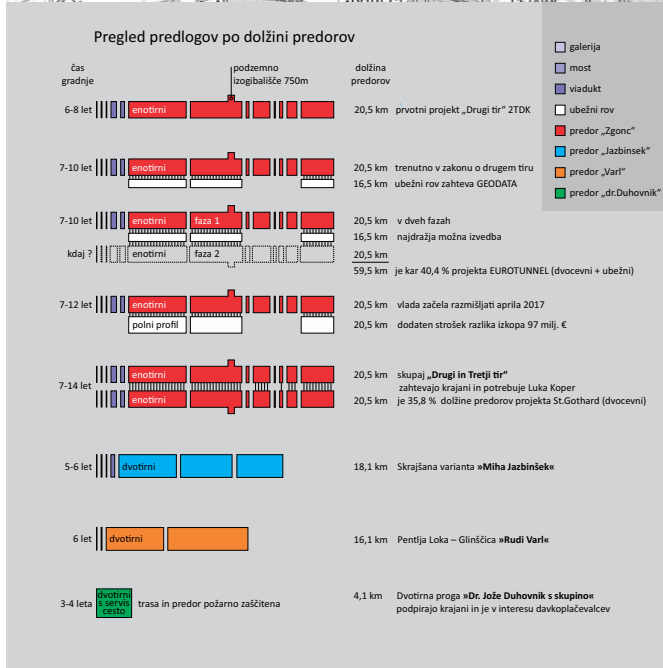 Pregled predlogov po dolžini predorov
čas
gradnje
podzemno
izogibališče 750m
dolžina
predorov
galerija
most
viadukt
ubežni rov
predor „Zgonc“
predor „Jazbinsek“
predor „Varl“
predor „dr.Duhovnik“
6-8 let enotirni 20,5 km prvotni projekt „Drugi tir“ 2TDK
7-10 let enotirni 20,5 km trenutno v zakonu o drugem tiru
16,5 km ubežni rov zahteva GEODATA
7-10 let enotirni faza 1 20,5 km v dveh fazah
16,5 km najdražja možna izvedba
kdaj ? enotirni faza 2 20,5 km
59,5 km je kar 40,4 % projekta EUROTUNNEL (dvocevni + ubežni)
7-12 let enotirni 20,5 km vlada začela razmišljati aprila 2017
polni profil 20,5 km dodaten strošek razlika izkopa 97 milj. €
7-14 let enotirni 20,5 km skupaj „Drugi in Tretji tir“
zahtevajo krajani in potrebuje Luka Koper
enotirni 20,5 km je 35,8 % dolžine predorov projekta St.Gothard (dvocevni)
5-6 let dvotirni 18,1 km Skrajšana varianta »Miha Jazbinšek«
6 let dvotirni 16,1 km Pentlja Loka – Glinščica »Rudi Varl«
3-4 leta dvotirni s servis cesto trasa in predor požarno zaščitena 4,1 km Dvotirna proga »Dr. Jože Duhovnik s skupino«
podpirajo krajani in je v interesu davkoplačevalcev